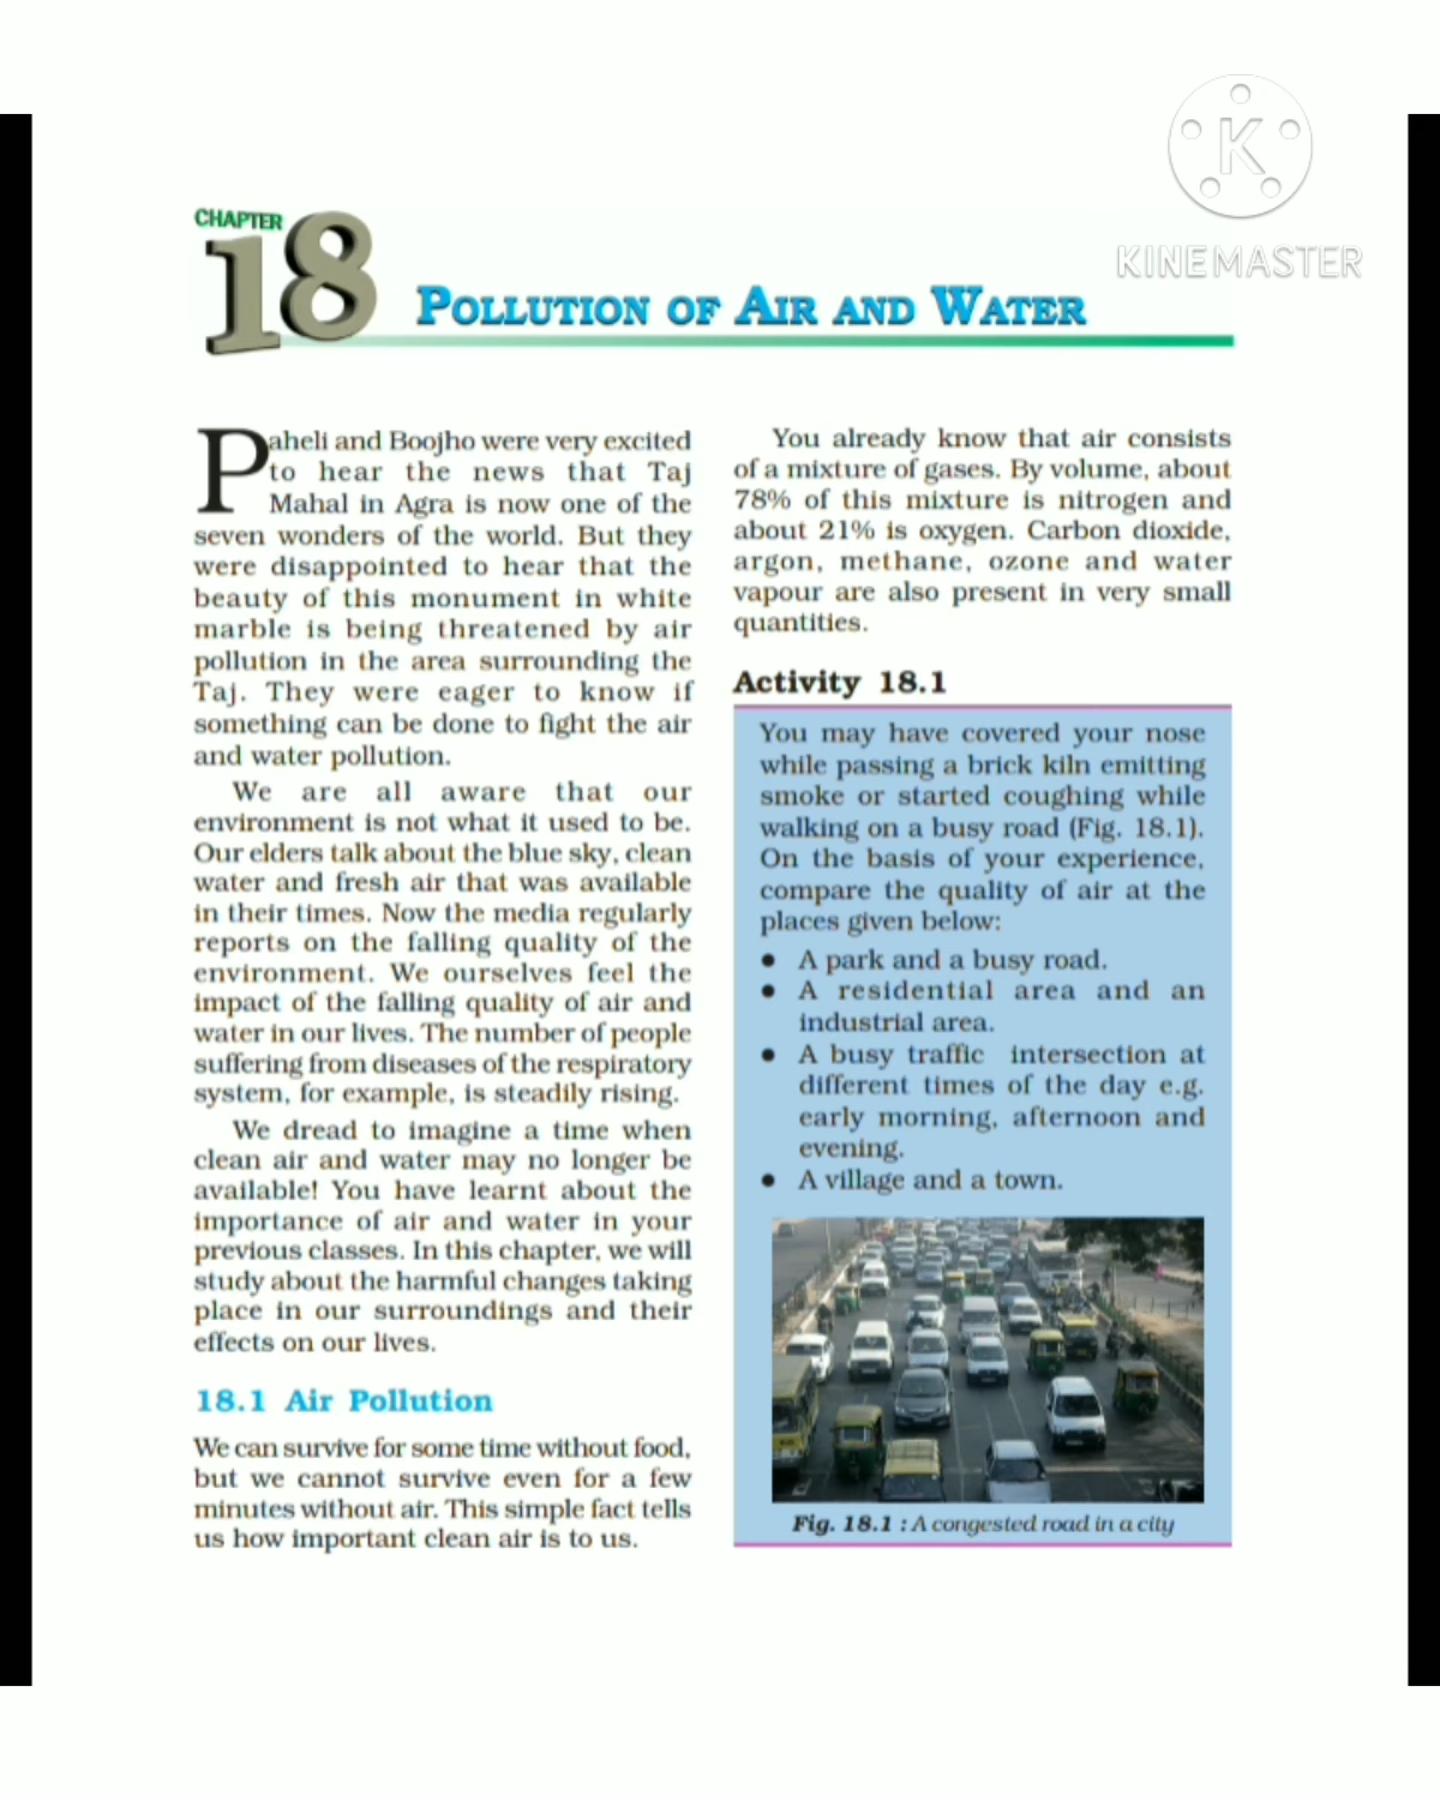 KINEMASTER
CHAPTER
18
POLLUTION OF AIR AND WATER
Paheli and Boojho were very excited
to hear the news that Taj
Mahal in Agra is now one of the
seven wonders of the world. But they
were disappointed to hear that the
beauty of this monument in white
marble is being threatened by air
pollution in the area surrounding the
Taj. They were eager to know if
something can be done to fight the air
and water pollution.
We are all aware that our
environment is not what it used to be.
Our elders talk about the blue sky, clean
water and fresh air that was available
in their times. Now the media regularly
reports on the falling quality of the
environment. We ourselves feel the
impact of the falling quality of air and
water in our lives. The number of people
suffering from diseases of the respiratory
system, for example, is steadily rising.
We dread to imagine a time when
clean air and water may no longer be
available! You have learnt about the
importance of air and water in your
previous classes. In this chapter, we will
study about the harmful changes taking
place in our surroundings and their
effects on our lives.
18.1 Air Pollution
We can survive for some time without food,
but we cannot survive even for a few
minutes without air. This simple fact tells
us how important clean air is to us.
You already know that air consists
of a mixture of gases. By volume, about
78% of this mixture is nitrogen and
about 21% is oxygen. Carbon dioxide,
argon, methane, ozone and water
vapour are also present in very small
quantities.
Activity 18.1
You may have covered your nose
while passing a brick kiln emitting
smoke or started coughing while
walking on a busy road (Fig. 18.1).
On the basis of your experience,
compare the quality of air at the
places given below:
● A park and a busy road.
● A residential area and an
industrial area.
● A busy traffic intersection at
different times of the day e.g.
early morning, afternoon and
evening.
● A village and a town.
Fig. 18.1 : A congested road in a city